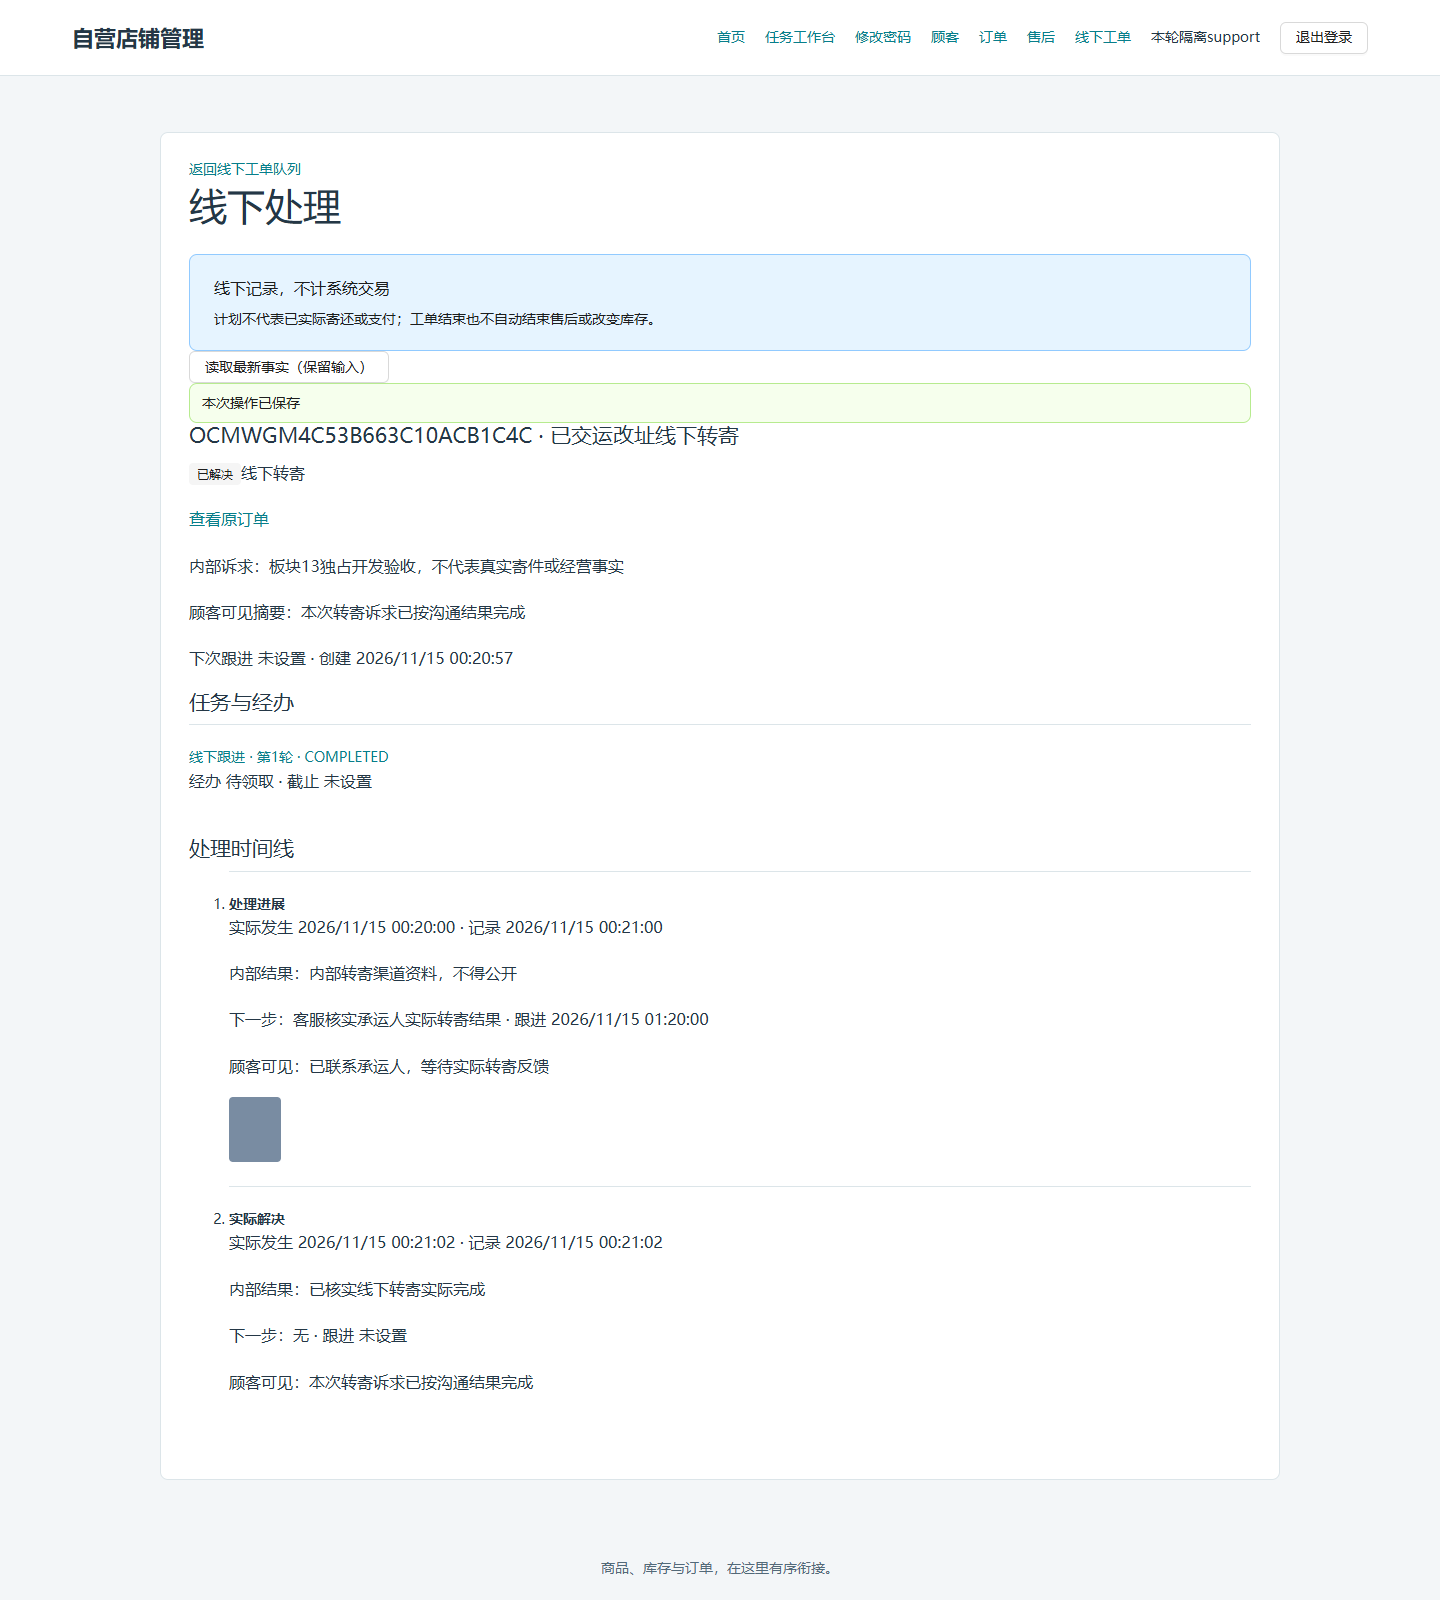 自营店铺管理
首页 任务工作台 修改密码 顾客 订单 售后 线下工单 本轮隔离support 退出登录
返回线下工单队列
线下处理
线下记录，不计系统交易
计划不代表已实际寄还或支付；工单结束也不自动结束售后或改变库存。
读取最新事实（保留输入）
本次操作已保存
OCMWGM4C53B663C10ACB1C4C · 已交运改址线下转寄
已解决 线下转寄
查看原订单
内部诉求：板块13独占开发验收，不代表真实寄件或经营事实
顾客可见摘要：本次转寄诉求已按沟通结果完成
下次跟进 未设置 · 创建 2026/11/15 00:20:57
任务与经办
线下跟进 · 第1轮 · COMPLETED
经办 待领取 · 截止 未设置
处理时间线
1. 处理进展
实际发生 2026/11/15 00:20:00 · 记录 2026/11/15 00:21:00
内部结果：内部转寄渠道资料，不得公开
下一步：客服核实承运人实际转寄结果 · 跟进 2026/11/15 01:20:00
顾客可见：已联系承运人，等待实际转寄反馈
2. 实际解决
实际发生 2026/11/15 00:21:02 · 记录 2026/11/15 00:21:02
内部结果：已核实线下转寄实际完成
下一步：无 · 跟进 未设置
顾客可见：本次转寄诉求已按沟通结果完成
商品、库存与订单，在这里有序衔接。